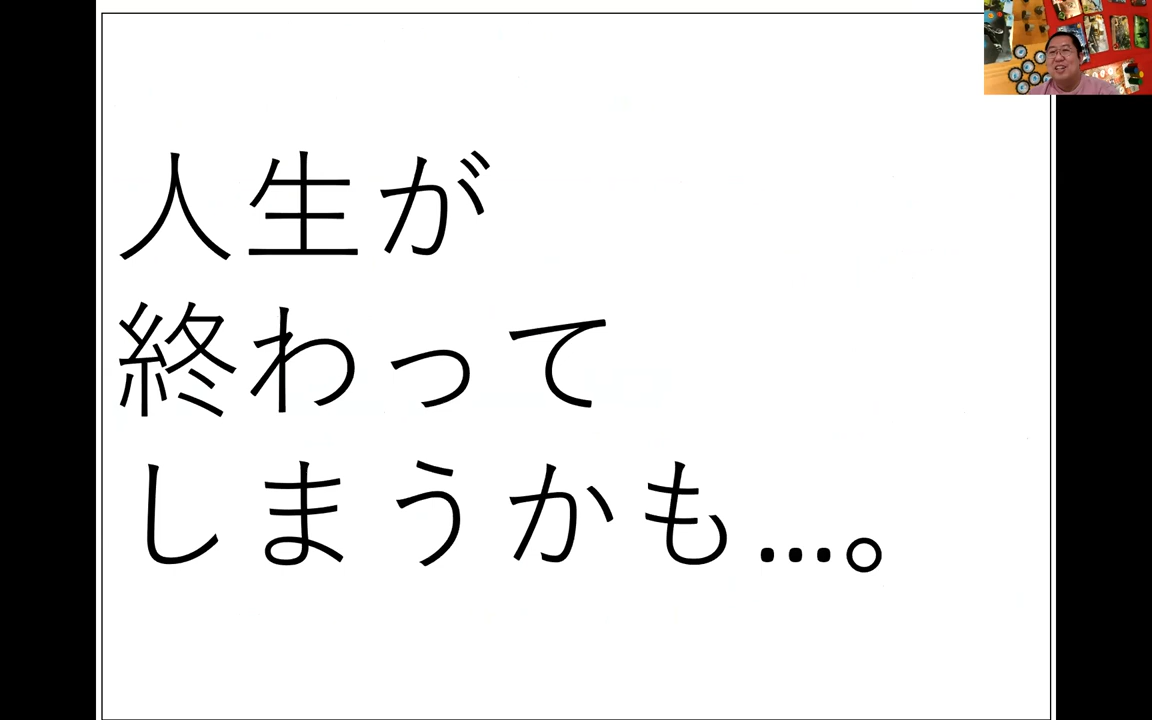 人生が
終わって
しまうかも…。